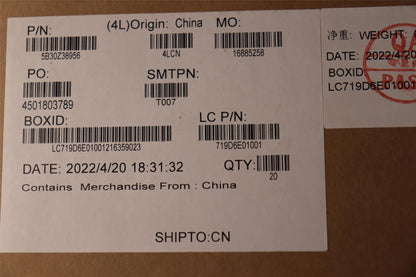 P/N: (4L)Origin: China MO:
5B30Z38956 4LCN 16885258
PO: SMTPN:
4501803789 T007
BOXID: LC P/N:
LC719D6E01001216359023 719D6E01001
DATE: 2022/4/20 18:31:32 QTY:
20
Contains Merchandise From : China
SHIPTO:CN
净重: WEIGHT:
DATE: 2022/4/20
BOXID:
LC719D6E01001